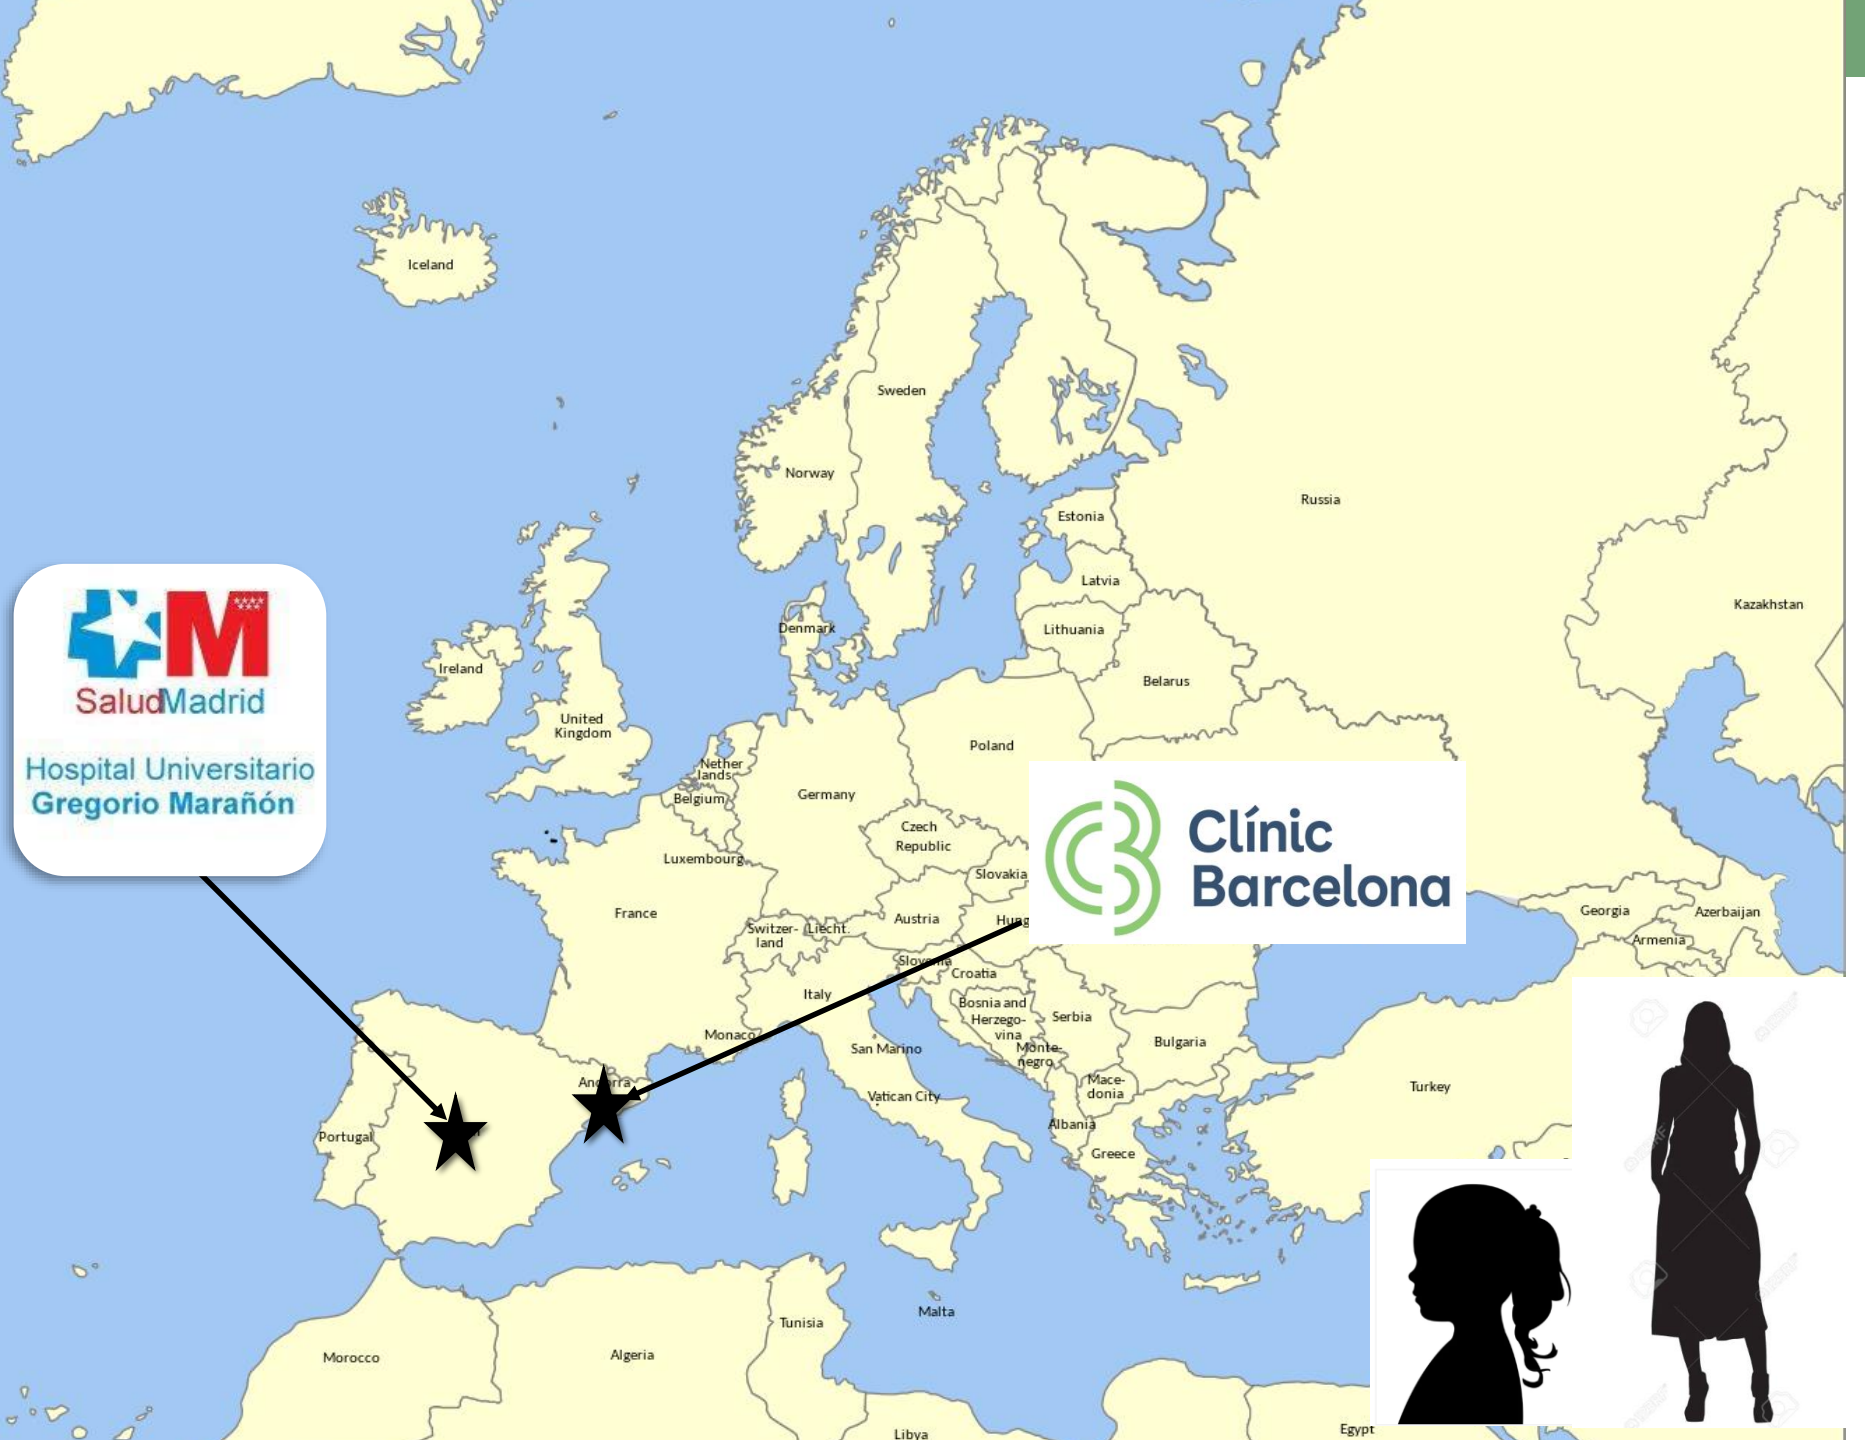 Iceland
Sweden
Norway
Russia
Estonia
Latvia
Kazakhstan
Denmark
Lithuania
SaludMadrid
Hospital Universitario
Gregorio Marañón
Ireland
Belarus
United
Kingdom
Poland
Nether
lands
Belgium
Germany
Czech
Republic
Luxembourg
Slovakia
Clínic
Barcelona
France
Austria
Hung
Switzer-
land
Liecht.
Georgia
Azerbaijan
Armenia
Slovenia
Croatia
Italy
Bosnia and
Herzego-
vina
Serbia
Monaco
San Marino
Monte-
negro
Bulgaria
Andorra
Vatican City
Mace-
donia
Turkey
Portugal
Albania
Greece
Malta
Tunisia
Morocco
Algeria
Libya
Egypt